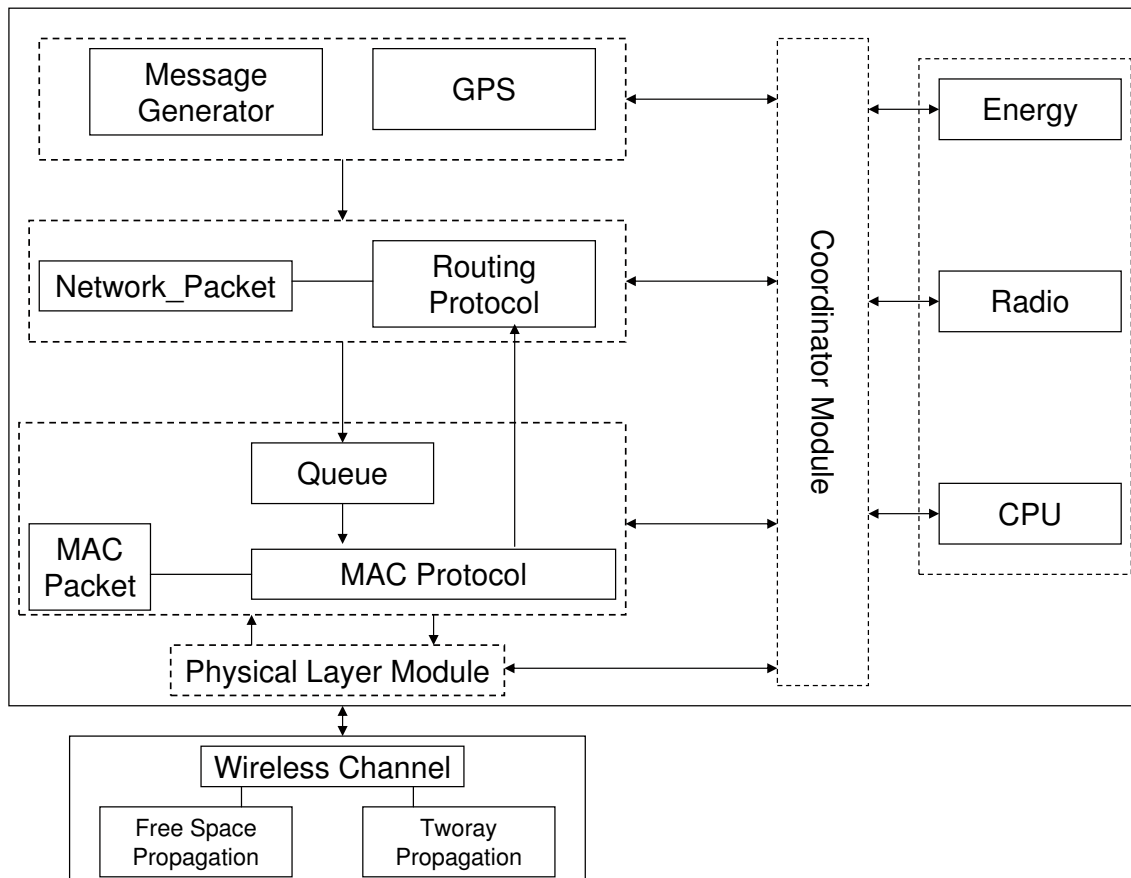 Message
Generator
GPS
Energy
Network_Packet
Routing
Protocol
Coordinator Module
Radio
Queue
MAC
Packet
MAC Protocol
CPU
Physical Layer Module
Wireless Channel
Free Space
Propagation
Tworay
Propagation